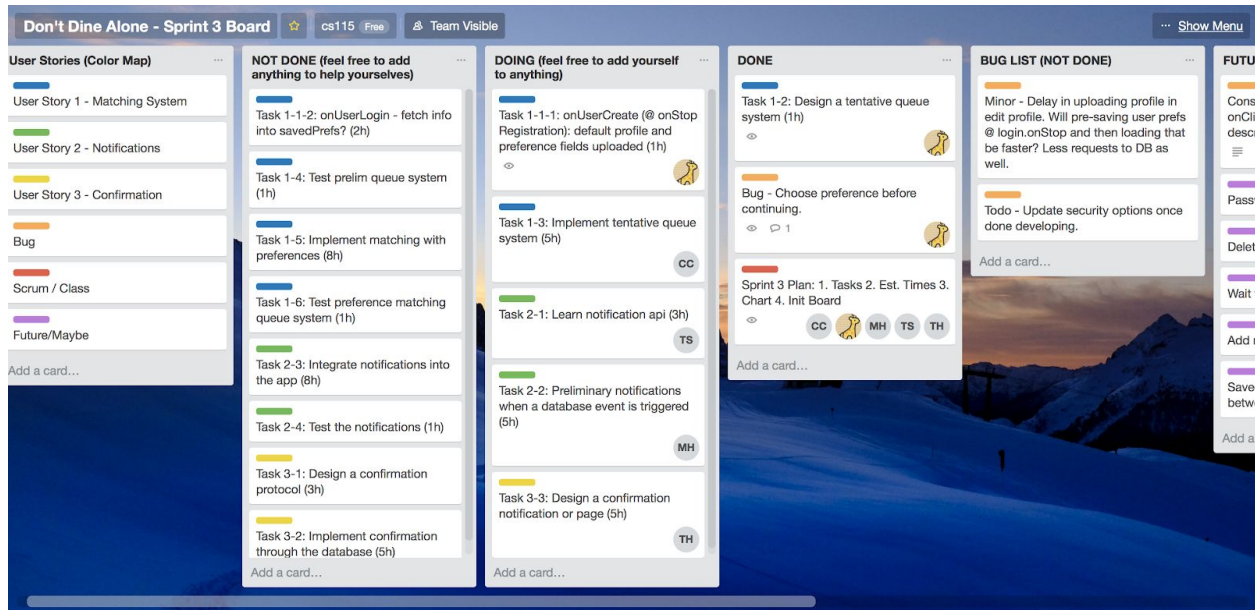 Don't Dine Alone - Sprint 3 Board
cs115 Free
Team Visible
... Show Menu
User Stories (Color Map)
User Story 1 - Matching System
User Story 2 - Notifications
User Story 3 - Confirmation
Bug
Scrum / Class
Future/Maybe
Add a card...
NOT DONE (feel free to add
anything to help yourselves)
Task 1-1-2: onUserLogin - fetch info
into savedPrefs? (2h)
Task 1-4: Test prelim queue system
(1h)
Task 1-5: Implement matching with
preferences (8h)
Task 1-6: Test preference matching
queue system (1h)
Task 2-3: Integrate notifications into
the app (8h)
Task 2-4: Test the notifications (1h)
Task 3-1: Design a confirmation
protocol (3h)
Task 3-2: Implement confirmation
through the database (5h)
Add a card...
DOING (feel free to add yourself
to anything)
Task 1-1-1: onUserCreate (@ onStop
Registration): default profile and
preference fields uploaded (1h)
Task 1-3: Implement tentative queue
system (5h)
CC
Task 2-1: Learn notification api (3h)
TS
Task 2-2: Preliminary notifications
when a database event is triggered
(5h)
MH
Task 3-3: Design a confirmation
notification or page (5h)
TH
Add a card...
DONE
Task 1-2: Design a tentative queue
system (1h)
Bug - Choose preference before
continuing.
1
Sprint 3 Plan: 1. Tasks 2. Est. Times 3.
Chart 4. Init Board
CC MH TS TH
Add a card...
BUG LIST (NOT DONE)
Minor - Delay in uploading profile in
edit profile. Will pre-saving user prefs
@ login.onStop and then loading that
be faster? Less requests to DB as
well.
Todo - Update security options once
done developing.
Add a card...
FUTU
Cons
onCli
descr
Passv
Delet
Wait
Add
Save
betw
Add a